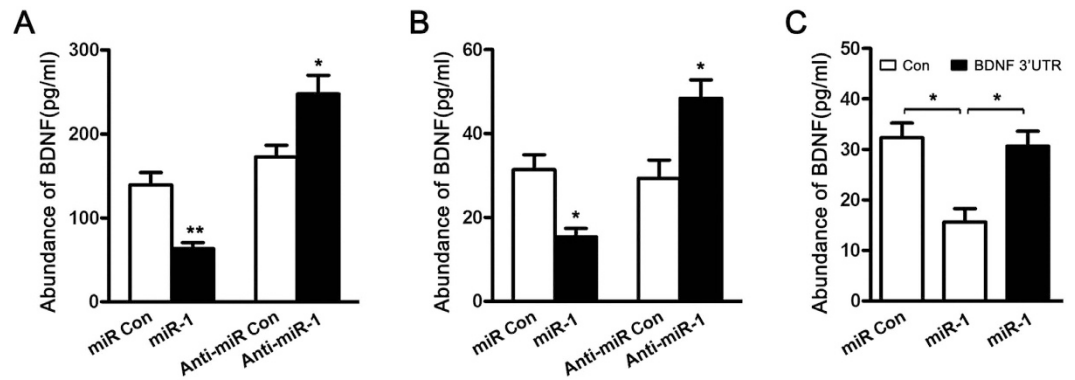 A
Abundance of BDNF(pg/ml)
300
200
100
0
**
*
miR Con
miR-1
Anti-miR Con
Anti-miR-1
B
Abundance of BDNF(pg/ml)
60
40
20
0
*
*
miR Con
miR-1
Anti-miR Con
Anti-miR-1
C
Abundance of BDNF(pg/ml)
50
40
30
20
10
0
Con
BDNF 3'UTR
*
*
miR Con
miR-1
miR-1